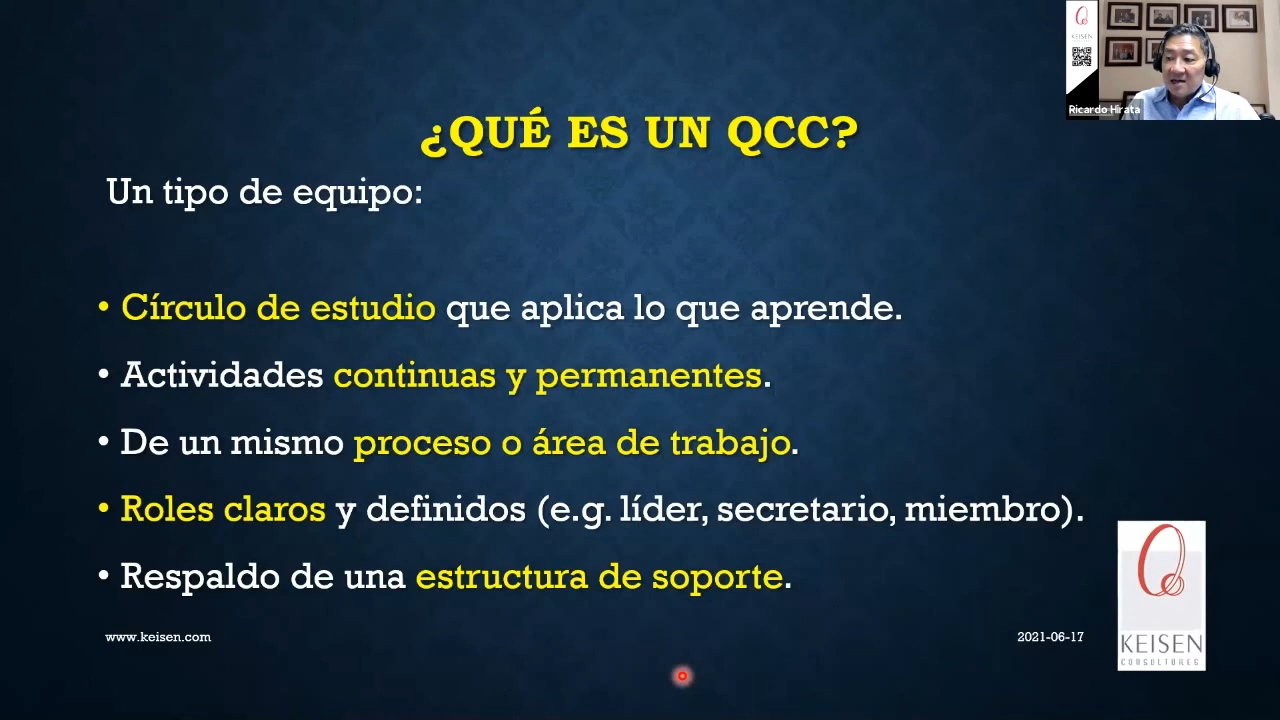 KEISEN
Ricardo Hirata
¿QUÉ ES UN QCC?
Un tipo de equipo:
• Círculo de estudio que aplica lo que aprende.
• Actividades continuas y permanentes.
• De un mismo proceso o área de trabajo.
• Roles claros y definidos (e.g. líder, secretario, miembro).
• Respaldo de una estructura de soporte.
www.keisen.com
2021-06-17
KEISEN
CONSULTORES